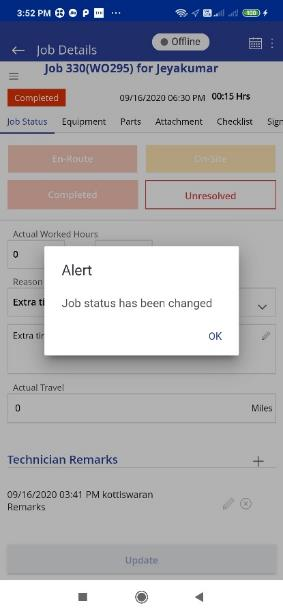 3:52 PM
Offline
Job Details
Job 330(WO295) for Jeyakumar
Completed
09/16/2020 06:30 PM 00:15 Hrs
Job Status Equipment Parts Attachment Checklist Sign
En-Route On-Site
Completed Unresolved
Actual Worked Hours
0
Reason
Extra ti
Extra tir
Alert
Job status has been changed
OK
Actual Travel
0 Miles
Technician Remarks
09/16/2020 03:41 PM kottiswaran
Remarks
Update